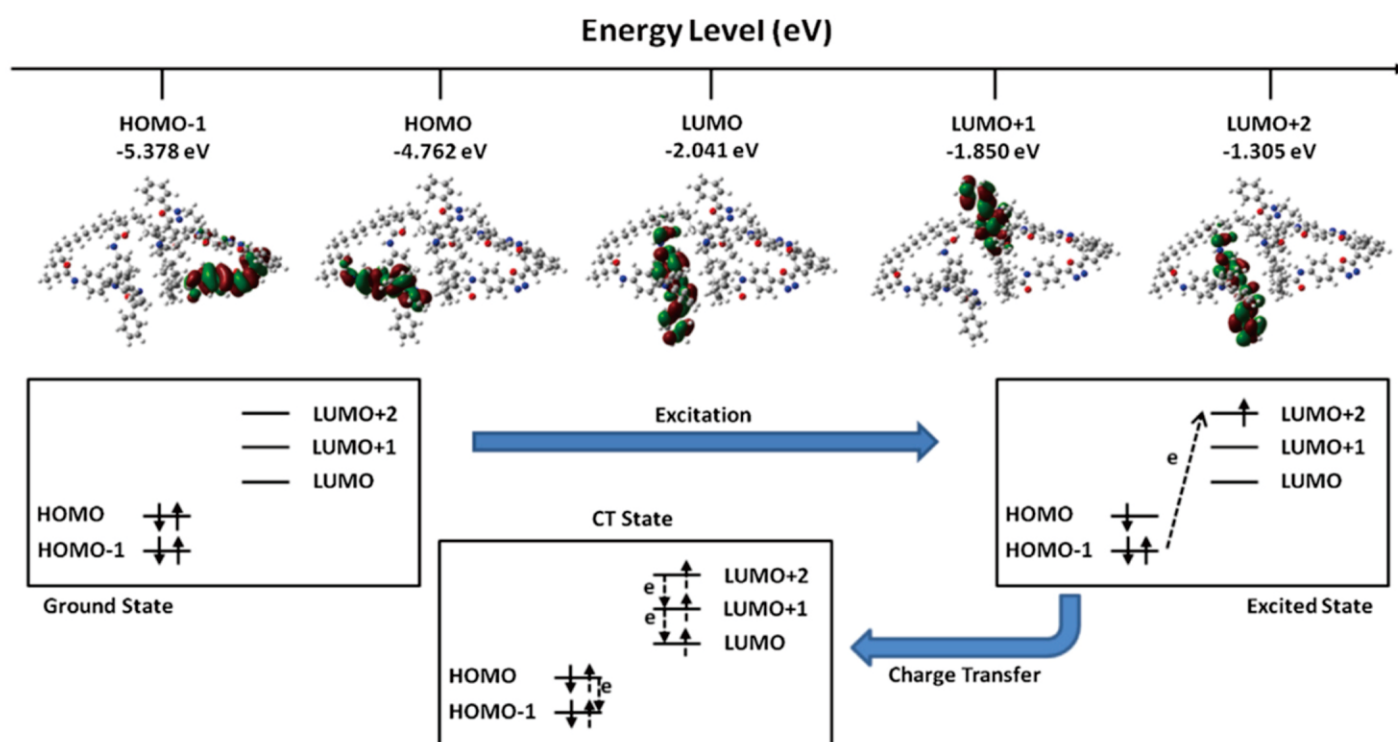 Energy Level (eV)
HOMO-1
-5.378 eV
HOMO
-4.762 eV
LUMO
-2.041 eV
LUMO+1
-1.850 eV
LUMO+2
-1.305 eV
LUMO+2
LUMO+1
LUMO
HOMO
HOMO-1
Ground State
Excitation
LUMO+2
e
LUMO+1
LUMO
HOMO
HOMO-1
Excited State
CT State
LUMO+2
e
LUMO+1
e
LUMO
HOMO
e
HOMO-1
Charge Transfer